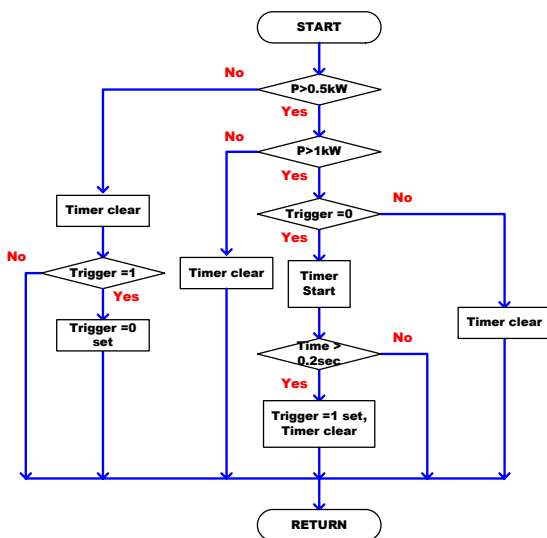 START
No
P>0.5kW
Yes
No
P>1kW
Yes
No
Timer clear
Trigger =0
Yes
No
Trigger =1
Timer clear
Timer
Start
Yes
Timer clear
Trigger =0
set
Time >
0.2sec
No
Yes
Trigger =1 set,
Timer clear
RETURN